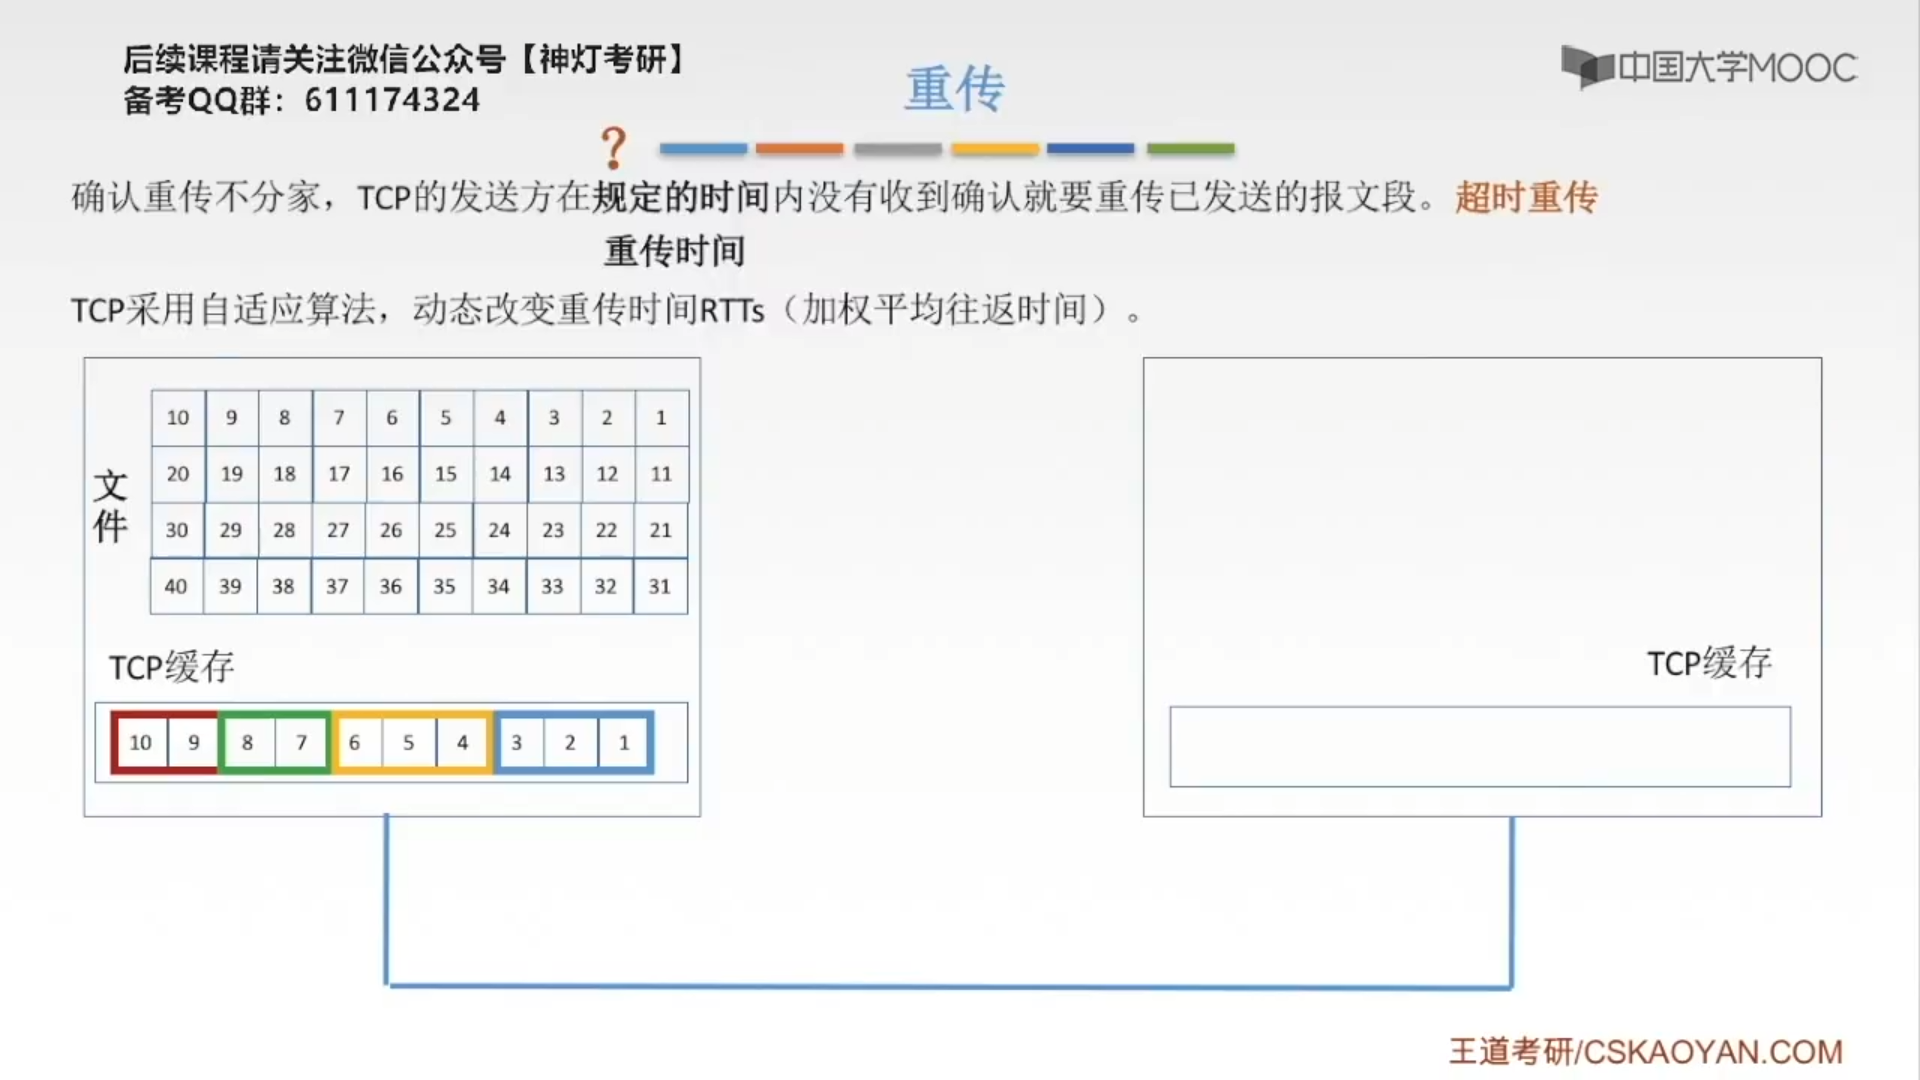 后续课程请关注微信公众号【神灯考研】
备考QQ群：611174324
中国大学MOOC
重传
?
确认重传不分家，TCP的发送方在规定的时间内没有收到确认就要重传已发送的报文段。超时重传
重传时间
TCP采用自适应算法，动态改变重传时间RTTs（加权平均往返时间）。
文件
10 9 8 7 6 5 4 3 2 1
20 19 18 17 16 15 14 13 12 11
30 29 28 27 26 25 24 23 22 21
40 39 38 37 36 35 34 33 32 31
TCP缓存
10 9 8 7 6 5 4 3 2 1
TCP缓存
王道考研/CSKAOYAN.COM